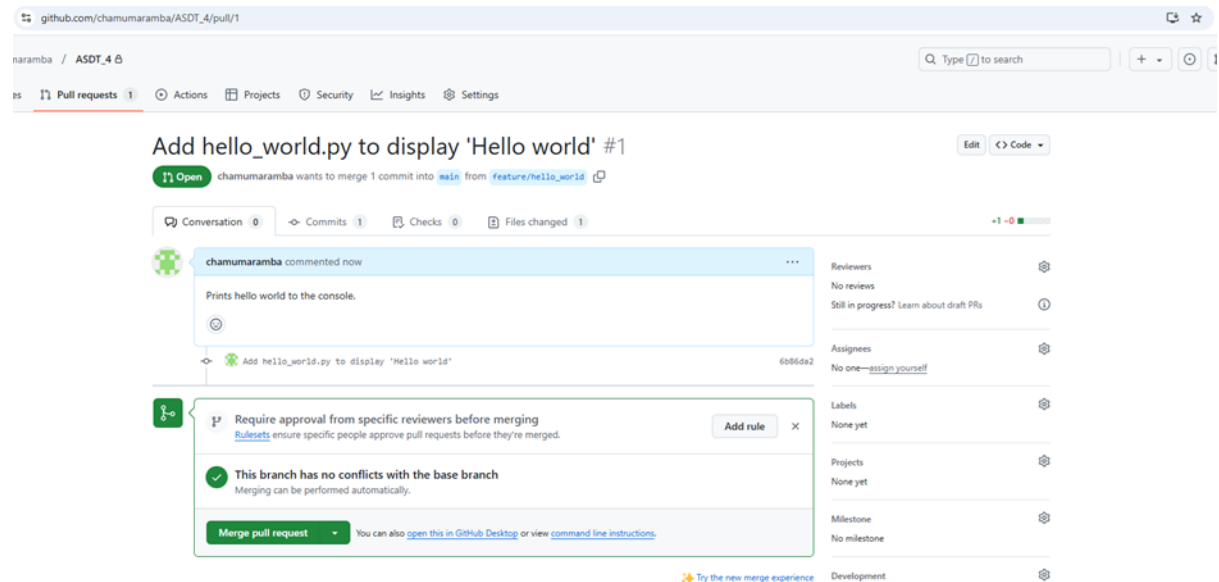 github.com/chamumaramba/ASDT_4/pull/1
naramba / ASDT_4
Type / to search
es Pull requests 1 Actions Projects Security Insights Settings
Add hello_world.py to display 'Hello world' #1
Edit <> Code
Open chamumaramba wants to merge 1 commit into main from feature/hello_world
Conversation 0 Commits 1 Checks 0 Files changed 1 +1 −0
chamumaramba commented now ...
Prints hello world to the console.
Add hello_world.py to display 'Hello world' 6b86da2
Require approval from specific reviewers before merging
Rulesets ensure specific people approve pull requests before they're merged.
Add rule
This branch has no conflicts with the base branch
Merging can be performed automatically.
Merge pull request You can also open this in GitHub Desktop or view command line instructions.
Try the new merge experience
Reviewers
No reviews
Still in progress? Learn about draft PRs
Assignees
No one—assign yourself
Labels
None yet
Projects
None yet
Milestone
No milestone
Development